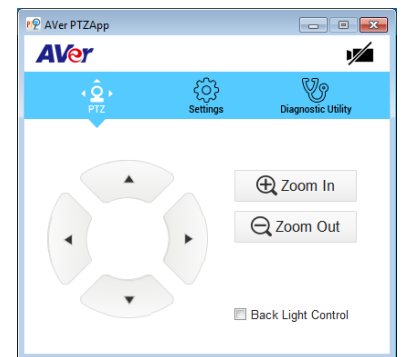 AVer PTZApp
AVer
PTZ
Settings
Diagnostic Utility
Zoom In
Zoom Out
Back Light Control